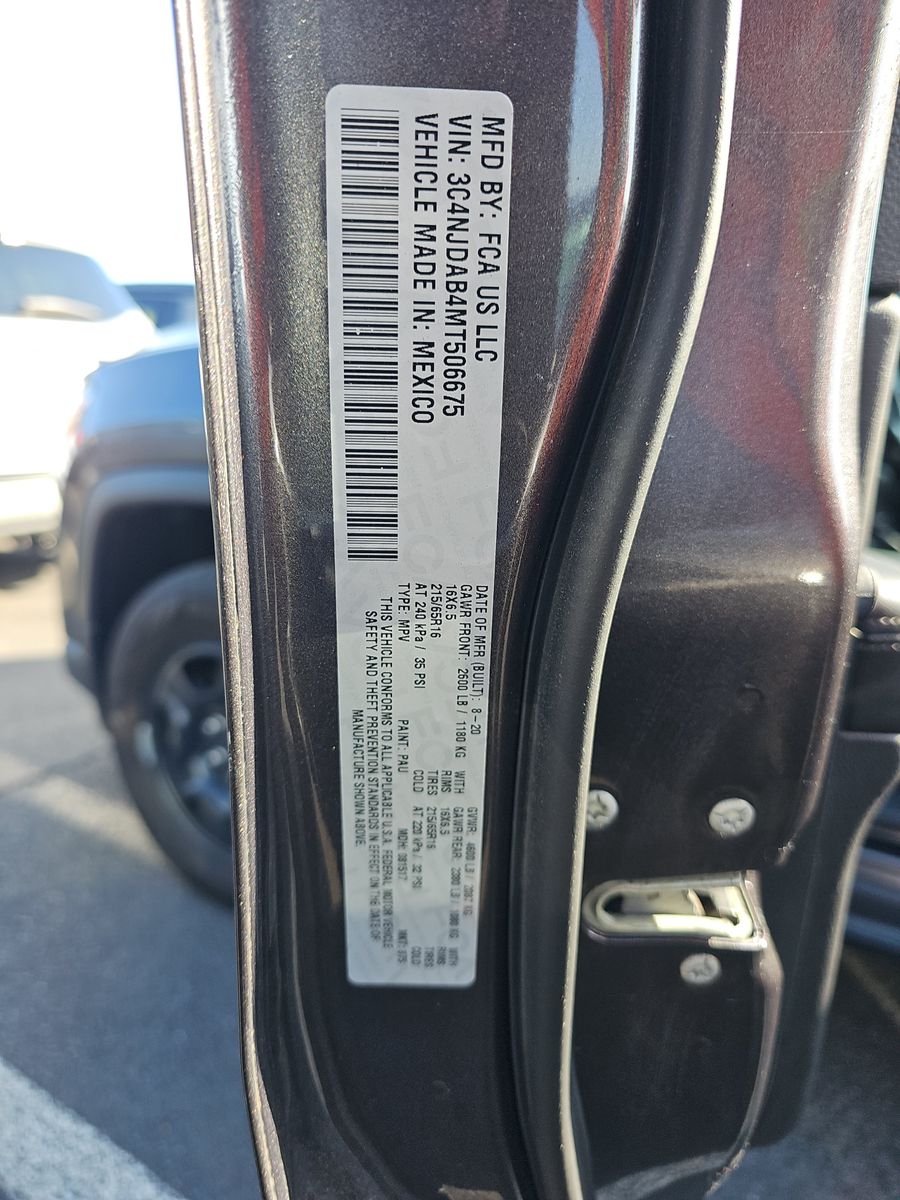 MFD BY: FCA US LLC
VIN: 3C4NJDAB4MT506675
VEHICLE MADE IN: MEXICO
DATE OF MFR (BUILT): 8-20 GVWR: 4600 LB / 2087 KG
GAWR FRONT: 2600 LB / 1180 KG WITH GAWR REAR: LB / KG WITH
16X6.5 RIMS 16X6.5 RIMS
215/65R16 TIRES 215/65R16 TIRES
AT 240 kPa / 35 PSI COLD AT 220 kPa / 32 PSI COLD
TYPE: MPV PAINT: PAU MDH: 081517 MKT:
THIS VEHICLE CONFORMS TO ALL APPLICABLE U.S.A. FEDERAL MOTOR VEHICLE
SAFETY AND THEFT PREVENTION STANDARDS IN EFFECT ON THE DATE OF
MANUFACTURE SHOWN ABOVE.